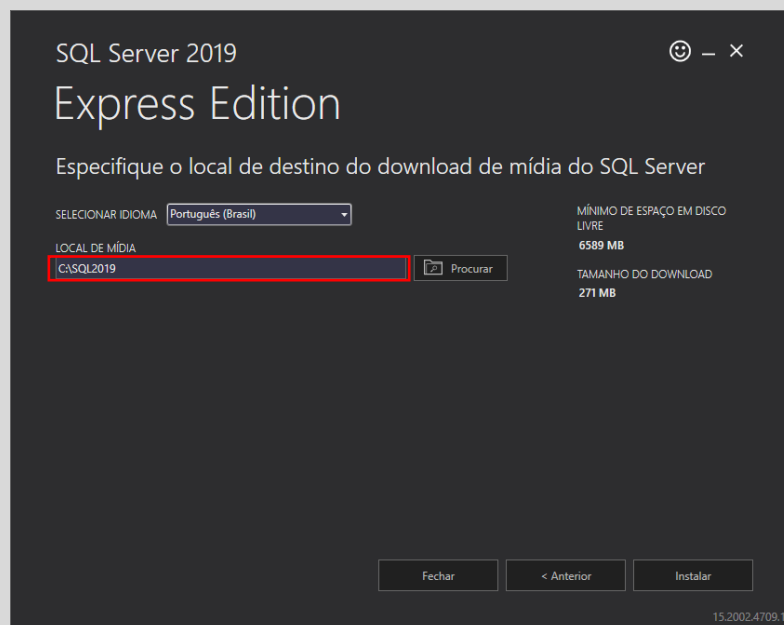 SQL Server 2019
Express Edition
Especifique o local de destino do download de mídia do SQL Server
SELECIONAR IDIOMA Português (Brasil)
LOCAL DE MÍDIA
C:\SQL2019 Procurar
MÍNIMO DE ESPAÇO EM DISCO
LIVRE
6589 MB
TAMANHO DO DOWNLOAD
271 MB
Fechar < Anterior Instalar
15.2002.4709.1